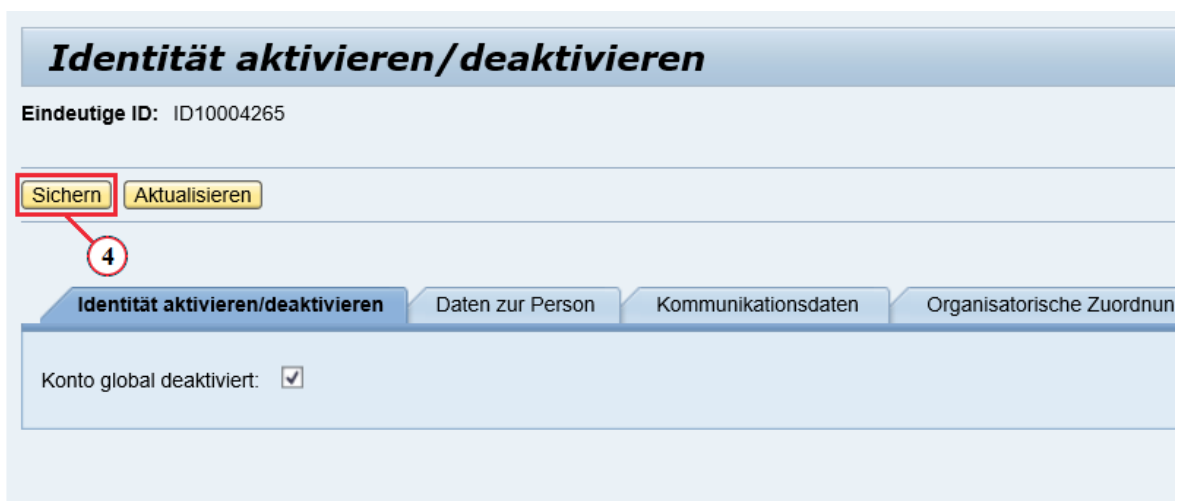 Identität aktivieren/deaktivieren
Eindeutige ID: ID10004265
Sichern Aktualisieren
4
Identität aktivieren/deaktivieren Daten zur Person Kommunikationsdaten Organisatorische Zuordnun
Konto global deaktiviert: